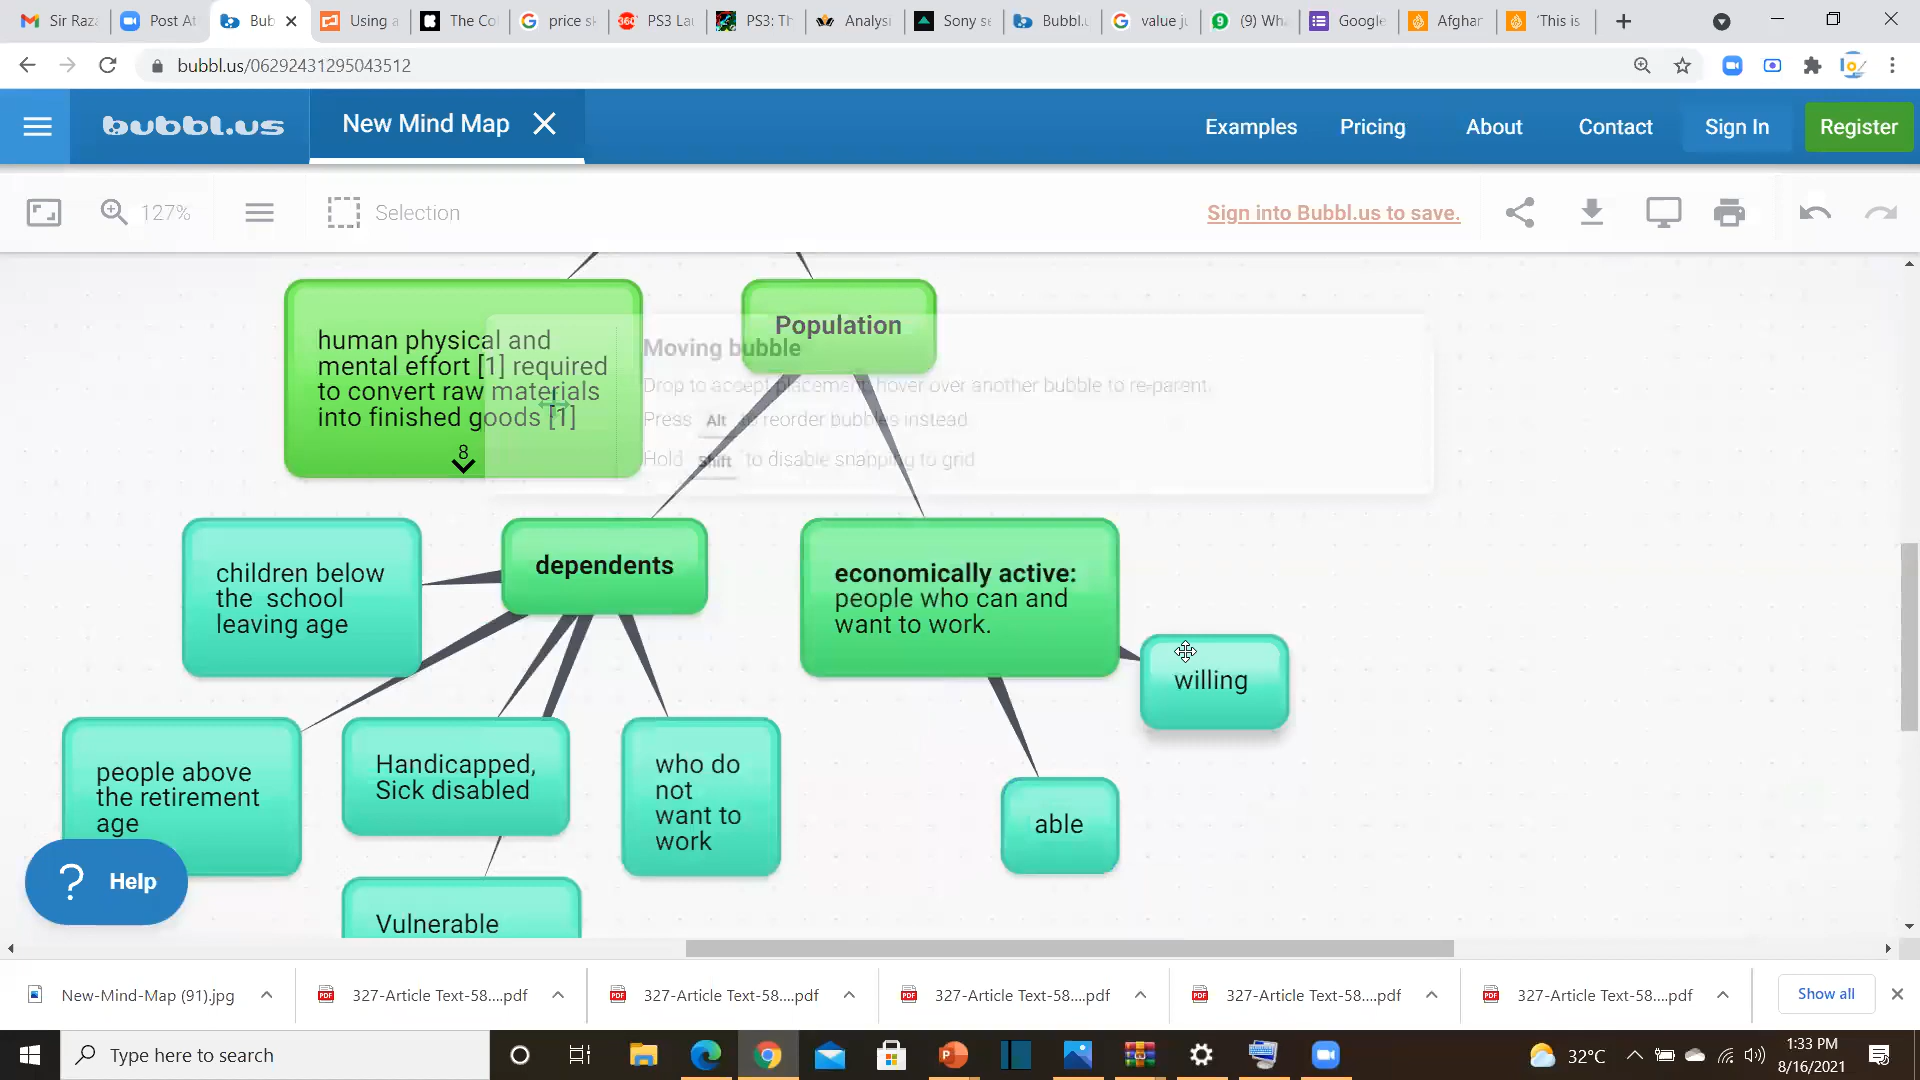 Sir Raza
Post At
Bub
Using a
The Co
price sk
PS3 Lau
PS3: Th
Analysi
Sony se
Bubbl.u
value ju
(9) Wha
Google
Afghan
'This is
bubbl.us/06292431295043512
bubbl.us
New Mind Map
Examples
Pricing
About
Contact
Sign In
Register
127%
Selection
Sign into Bubbl.us to save.
human physical and
mental effort [1] required
to convert raw materials
into finished goods [1]
8
Population
Moving bubble
Drop to accept placement, hover over another bubble to re-parent.
Press Alt to reorder bubbles instead
Hold Shift to disable snapping to grid
children below
the school
leaving age
dependents
economically active:
people who can and
want to work.
willing
people above
the retirement
age
Handicapped,
Sick disabled
who do
not
want to
work
able
Vulnerable
? Help
New-Mind-Map (91).jpg
327-Article Text-58....pdf
327-Article Text-58....pdf
327-Article Text-58....pdf
327-Article Text-58....pdf
327-Article Text-58....pdf
Show all
Type here to search
32°C
1:33 PM
8/16/2021